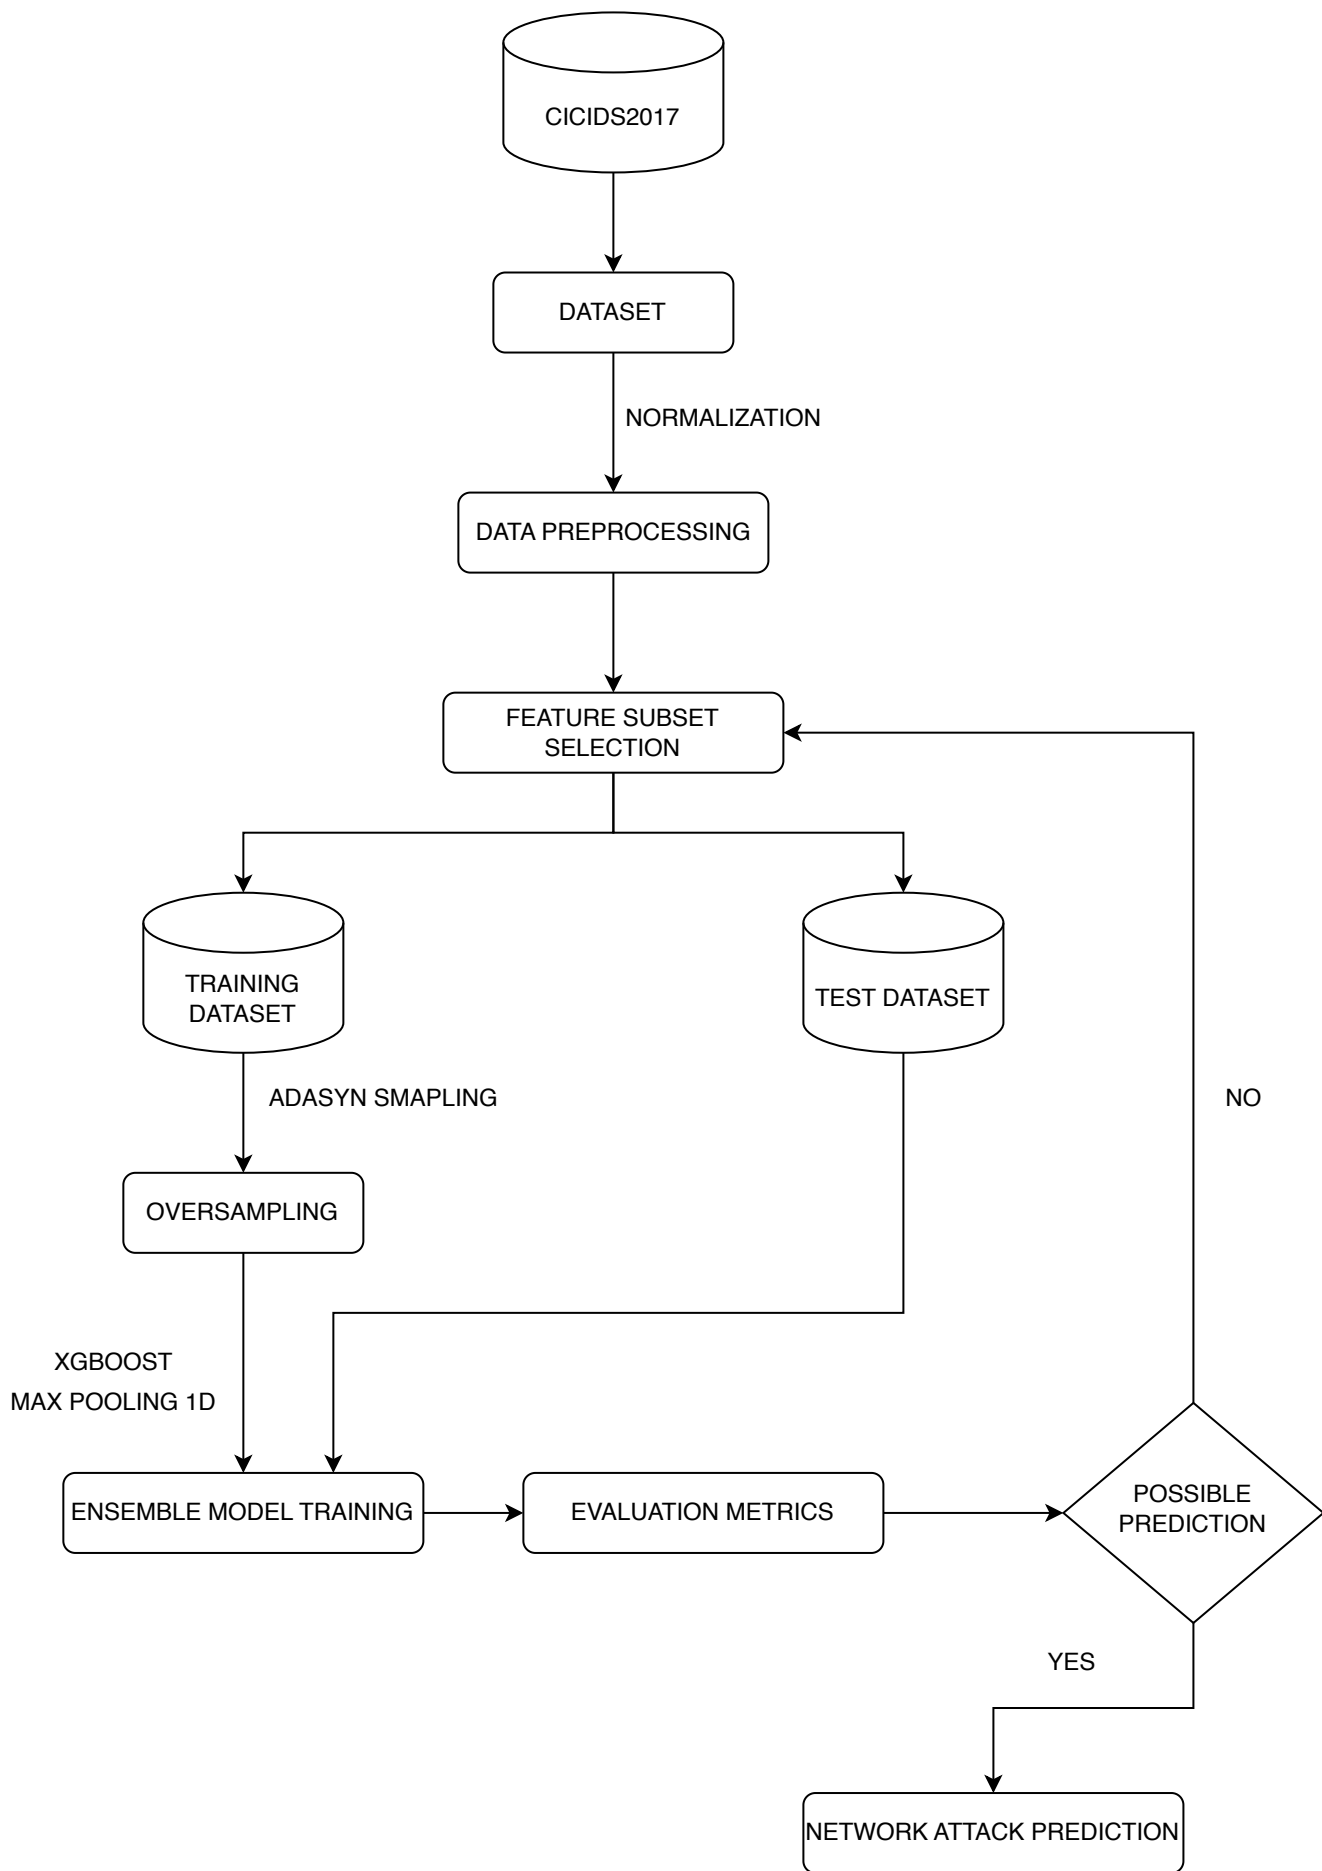 CICIDS2017
DATASET
NORMALIZATION
DATA PREPROCESSING
FEATURE SUBSET
SELECTION
TRAINING
DATASET
TEST DATASET
ADASYN SMAPLING
NO
OVERSAMPLING
XGBOOST
MAX POOLING 1D
ENSEMBLE MODEL TRAINING
EVALUATION METRICS
POSSIBLE
PREDICTION
YES
NETWORK ATTACK PREDICTION